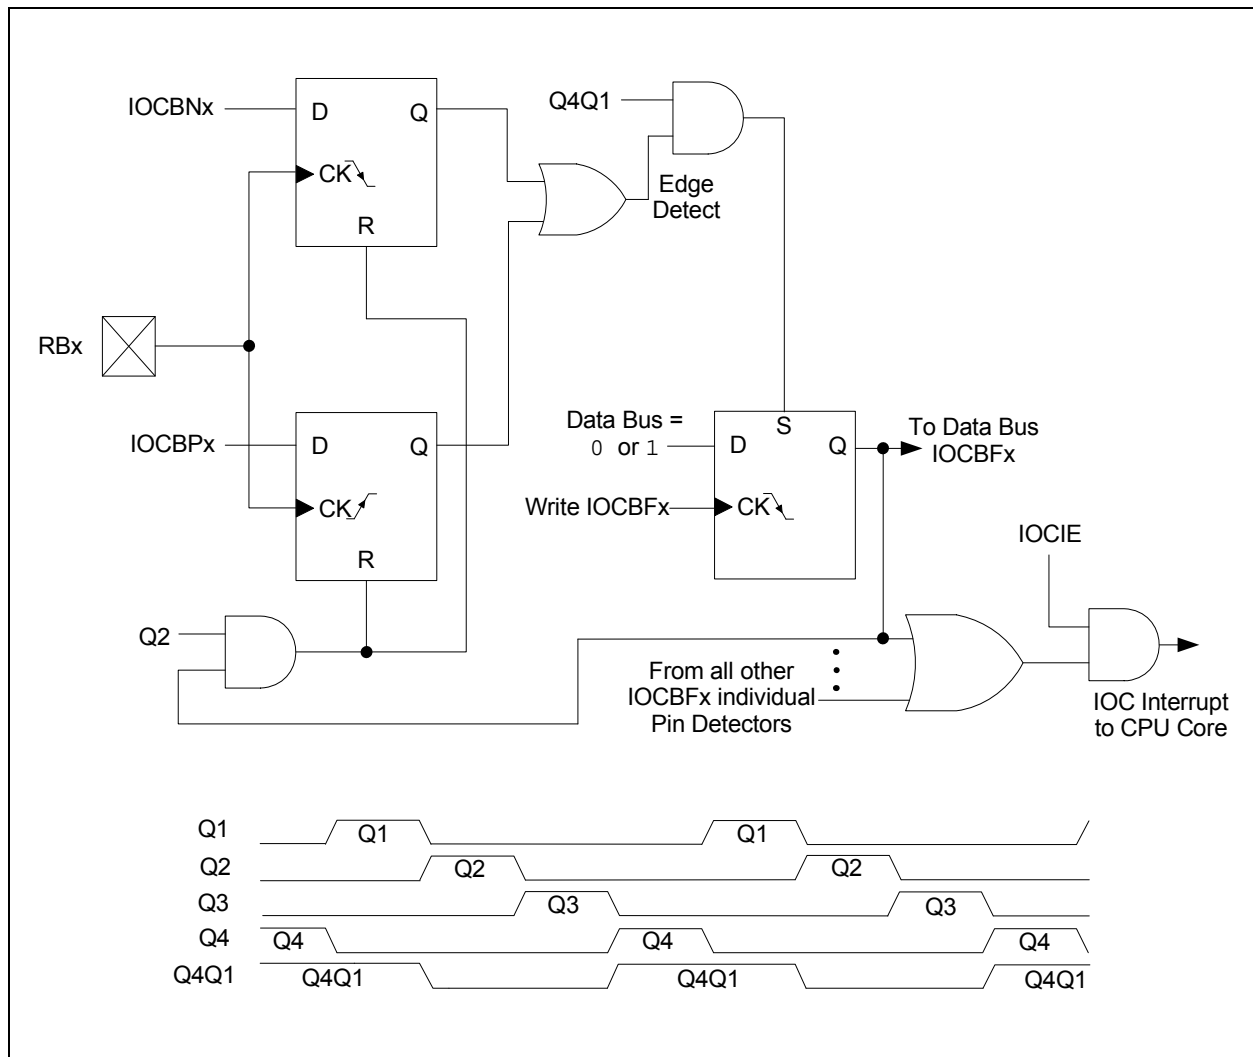 IOCBNx
D
Q
CK
R
Q4Q1
Edge
Detect
RBx
IOCBPx
D
Q
CK
R
Q2
Data Bus =
0 or 1
D
S
Q
Write IOCBFx
CK
To Data Bus
IOCBFx
IOCIE
From all other
IOCBFx individual
Pin Detectors
IOC Interrupt
to CPU Core
Q1 Q1 Q1
Q2 Q2 Q2
Q3 Q3 Q3
Q4 Q4 Q4 Q4
Q4Q1 Q4Q1 Q4Q1 Q4Q1